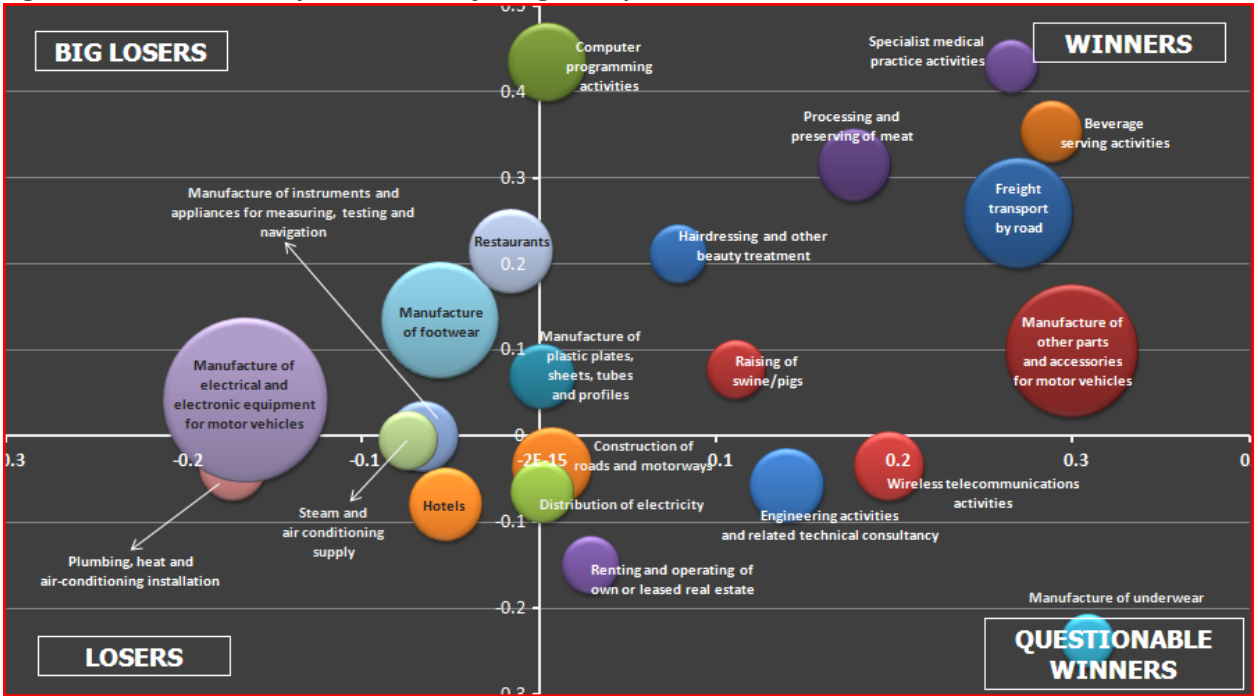 0.5
BIG LOSERS
WINNERS
Computer
programming
activities
Specialist medical
practice activities
0.4
Processing and
preserving of meat
Beverage
serving activities
0.3
Manufacture of instruments and
appliances for measuring, testing and
navigation
Freight
transport
by road
Restaurants
Hairdressing and other
beauty treatment
0.2
Manufacture
of footwear
Manufacture of
plastic plates,
sheets, tubes
and profiles
0.1
Raising of
swine/pigs
Manufacture of
other parts
and accessories
for motor vehicles
Manufacture of
electrical and
electronic equipment
for motor vehicles
0
0.3
-0.2
-0.1
-2E-15
0.1
0.2
0.3
0
Construction of
roads and motorways
Wireless telecommunications
activities
Hotels
Distribution of electricity
Steam and
air conditioning
supply
-0.1
Engineering activities
and related technical consultancy
Plumbing, heat and
air-conditioning installation
Renting and operating of
own or leased real estate
-0.2
Manufacture of underwear
LOSERS
QUESTIONABLE
WINNERS